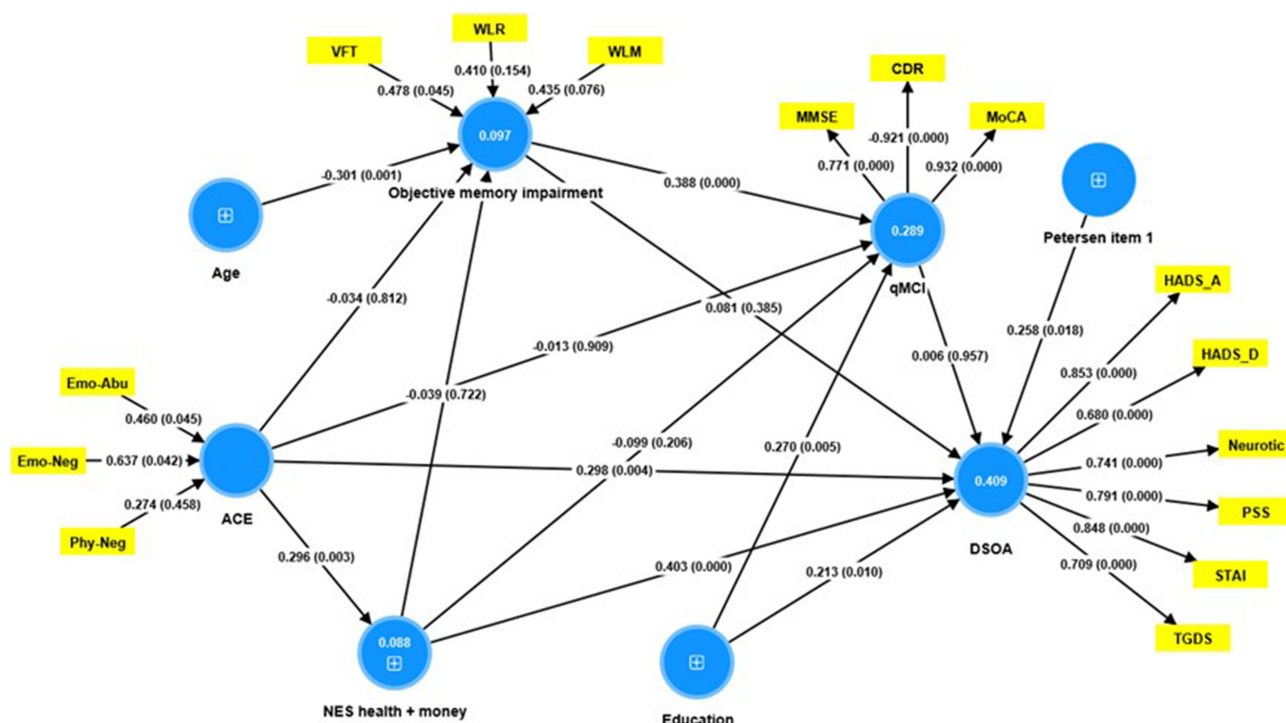 WLR
VFT
WLM
0.410 (0.154)
0.478 (0.045)
0.435 (0.076)
0.097
Objective memory impairment
CDR
MMSE
MoCA
-0.921 (0.000)
0.771 (0.000)
0.932 (0.000)
0.289
qMCI
Petersen item 1
-0.301 (0.001)
Age
0.388 (0.000)
-0.034 (0.812)
0.081 (0.385)
-0.013 (0.909)
0.006 (0.957)
0.258 (0.018)
HADS_A
0.853 (0.000)
HADS_D
0.680 (0.000)
Neurotic
0.741 (0.000)
PSS
0.791 (0.000)
STAI
0.848 (0.000)
TGDS
0.709 (0.000)
Emo-Abu
0.460 (0.045)
Emo-Neg
0.637 (0.042)
Phy-Neg
0.274 (0.458)
ACE
-0.039 (0.722)
-0.099 (0.206)
0.270 (0.005)
0.298 (0.004)
0.409
DSOA
0.296 (0.003)
0.403 (0.000)
0.213 (0.010)
0.088
NES health + money
Education